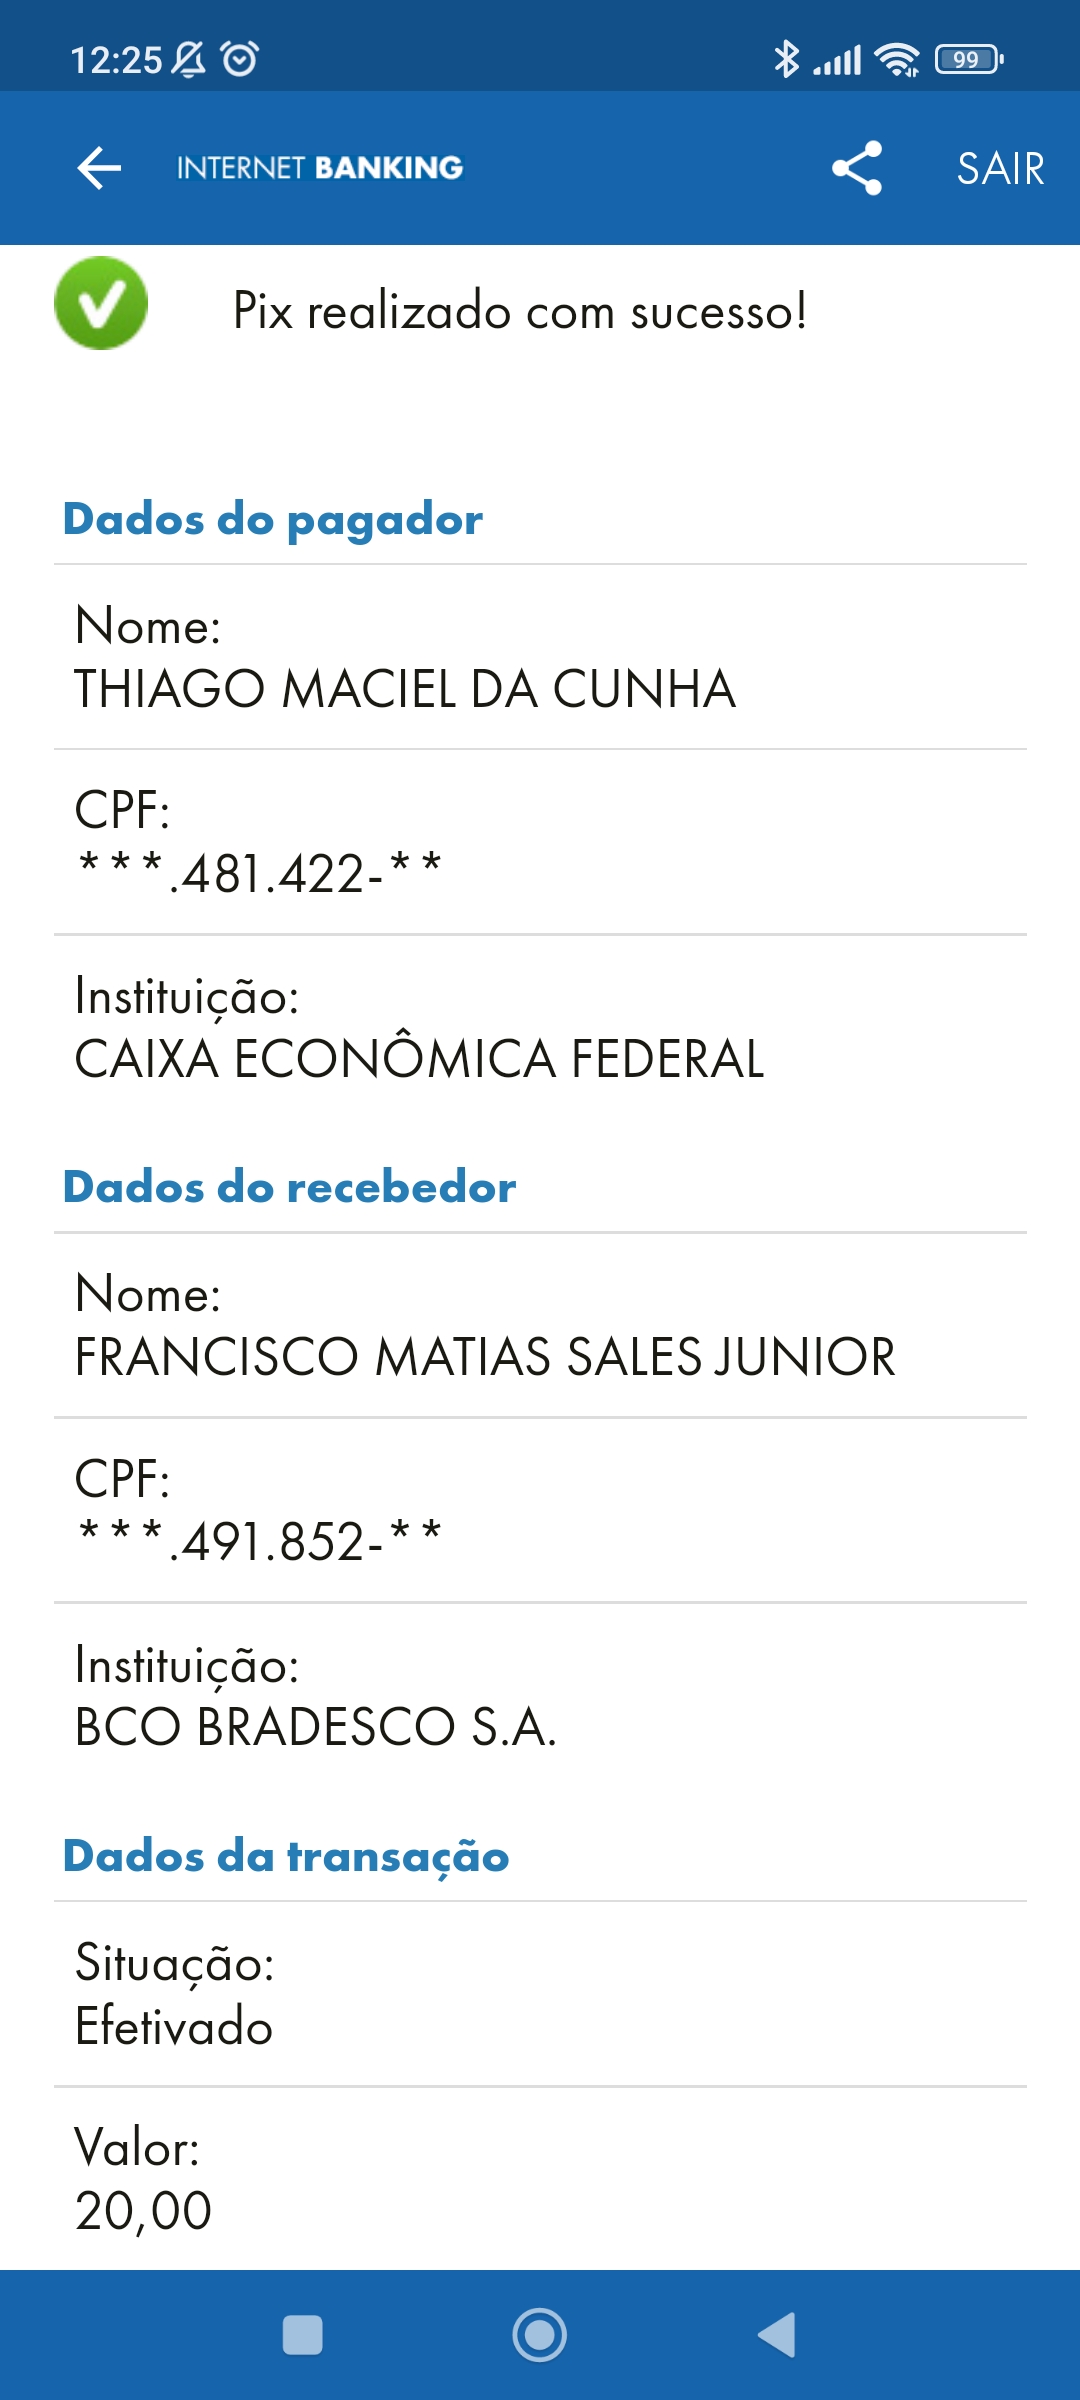 12:25
99
INTERNET BANKING
SAIR
Pix realizado com sucesso!
Dados do pagador
Nome:
THIAGO MACIEL DA CUNHA
CPF:
***.481.422-**
Instituição:
CAIXA ECONÔMICA FEDERAL
Dados do recebedor
Nome:
FRANCISCO MATIAS SALES JUNIOR
CPF:
***.491.852-**
Instituição:
BCO BRADESCO S.A.
Dados da transação
Situação:
Efetivado
Valor:
20,00